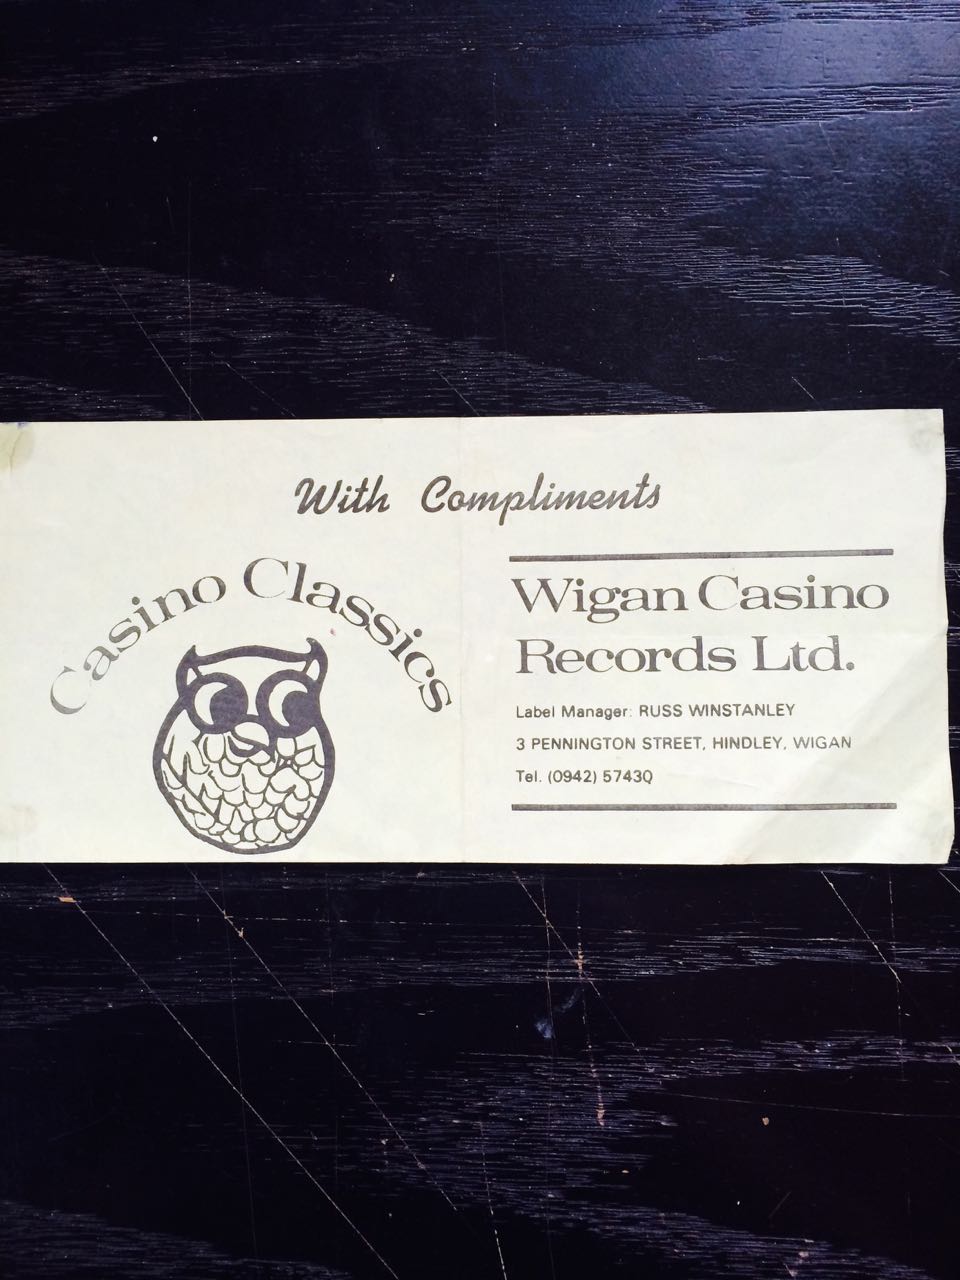 With Compliments
Casino Classics
Wigan Casino
Records Ltd.
Label Manager: RUSS WINSTANLEY
3 PENNINGTON STREET, HINDLEY, WIGAN
Tel. (0942) 57430